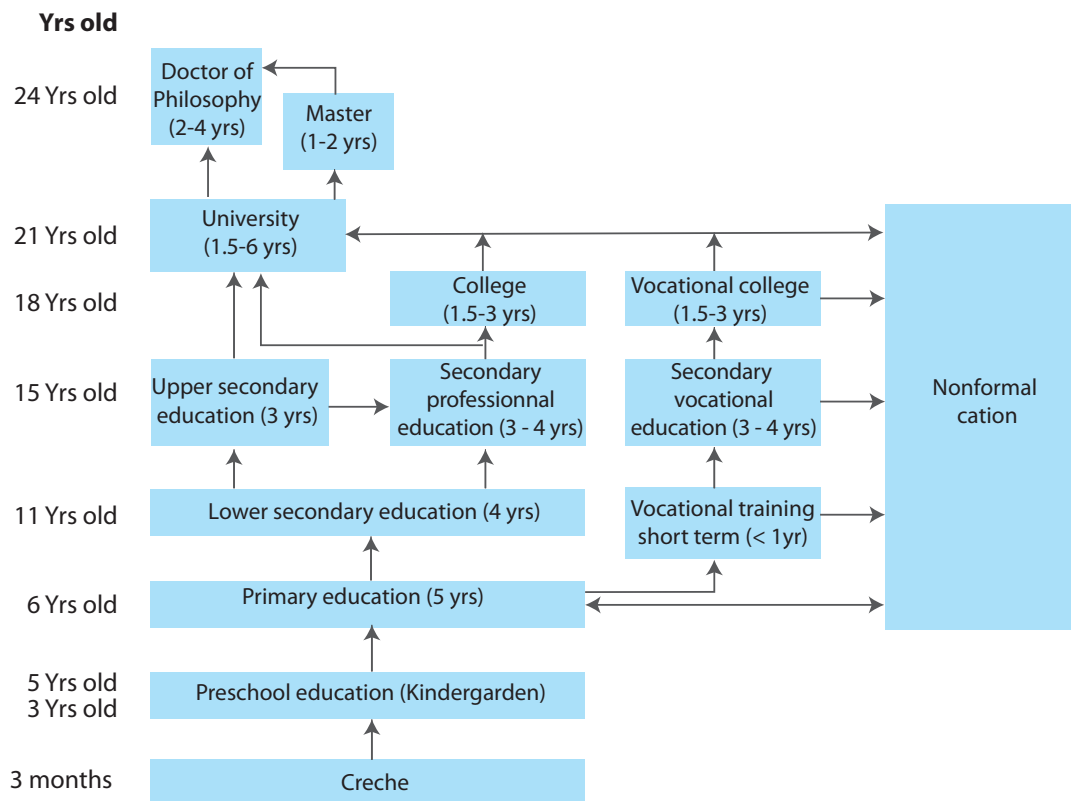 Yrs old
24 Yrs old
Doctor of
Philosophy
(2-4 yrs)
Master
(1-2 yrs)
21 Yrs old
University
(1.5-6 yrs)
18 Yrs old
College
(1.5-3 yrs)
Vocational college
(1.5-3 yrs)
15 Yrs old
Upper secondary
education (3 yrs)
Secondary
professionnal
education (3 - 4 yrs)
Secondary
vocational
education (3 - 4 yrs)
Nonformal
cation
11 Yrs old
Lower secondary education (4 yrs)
Vocational training
short term (< 1yr)
6 Yrs old
Primary education (5 yrs)
5 Yrs old
3 Yrs old
Preschool education (Kindergarden)
3 months
Creche